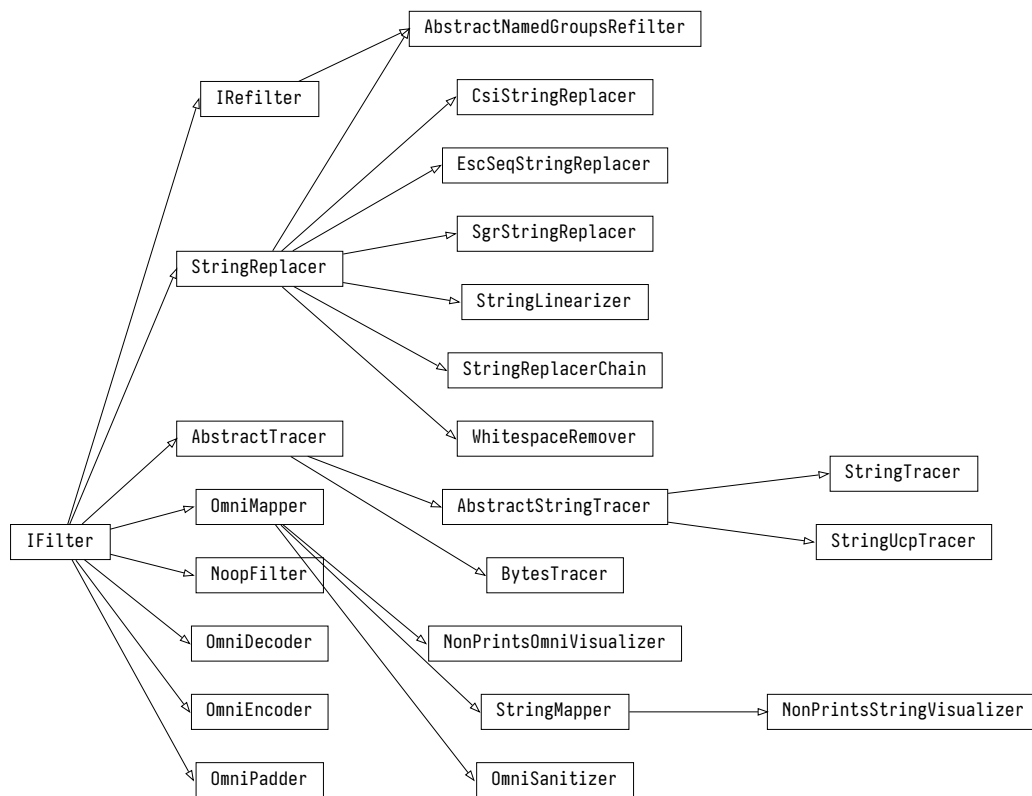 AbstractNamedGroupsRefilter
IRefilter
CsiStringReplacer
EscSeqStringReplacer
SgrStringReplacer
StringReplacer
StringLinearizer
StringReplacerChain
AbstractTracer
WhitespaceRemover
StringTracer
OmniMapper
AbstractStringTracer
IFilter
StringUcpTracer
NoopFilter
BytesTracer
OmniDecoder
NonPrintsOmniVisualizer
OmniEncoder
StringMapper
NonPrintsStringVisualizer
OmniPadder
OmniSanitizer